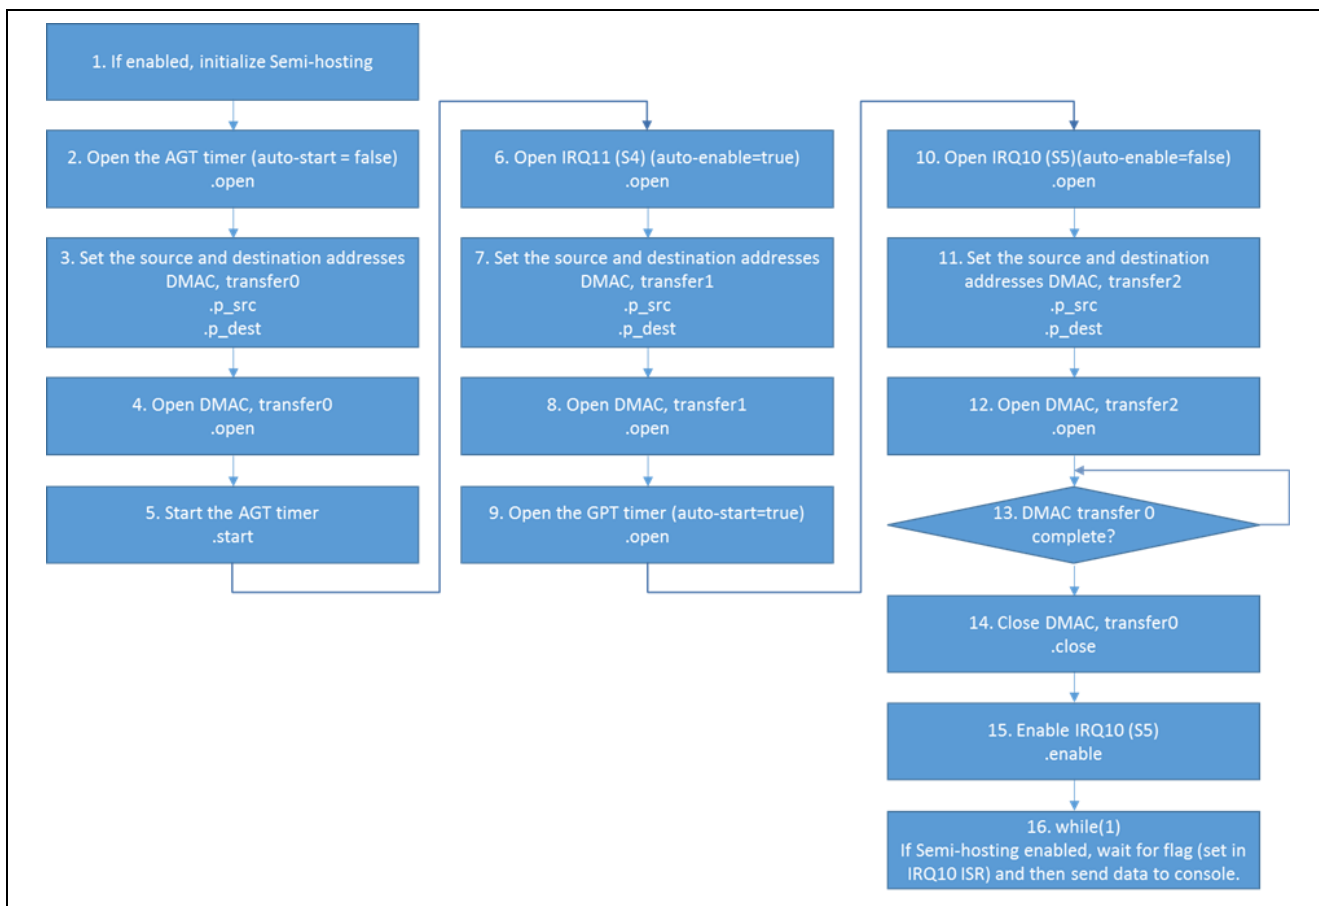 1. If enabled, initialize Semi-hosting
2. Open the AGT timer (auto-start = false)
.open
3. Set the source and destination addresses
DMAC, transfer0
.p_src
.p_dest
4. Open DMAC, transfer0
.open
5. Start the AGT timer
.start
6. Open IRQ11 (S4) (auto-enable=true)
.open
7. Set the source and destination addresses
DMAC, transfer1
.p_src
.p_dest
8. Open DMAC, transfer1
.open
9. Open the GPT timer (auto-start=true)
.open
10. Open IRQ10 (S5)(auto-enable=false)
.open
11. Set the source and destination
addresses DMAC, transfer2
.p_src
.p_dest
12. Open DMAC, transfer2
.open
13. DMAC transfer 0
complete?
14. Close DMAC, transfer0
.close
15. Enable IRQ10 (S5)
.enable
16. while(1)
If Semi-hosting enabled, wait for flag (set in
IRQ10 ISR) and then send data to console.